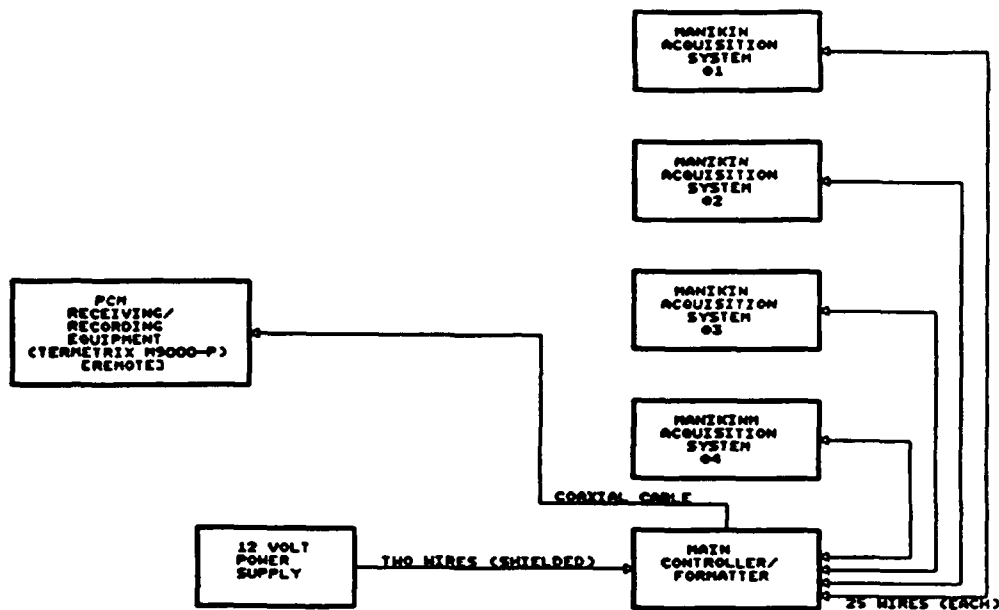 MANIKIN
ACQUISITION
SYSTEM
@1
MANIKIN
ACQUISITION
SYSTEM
@2
MANIKIN
ACQUISITION
SYSTEM
@3
PCM
RECEIVING/
RECORDING
EQUIPMENT
(TERMETRIX M9000-P)
[REMOTE]
MANIKINM
ACQUISITION
SYSTEM
@4
COAXIAL CABLE
12 VOLT
POWER
SUPPLY
TWO WIRES (SHIELDED)
MAIN
CONTROLLER/
FORMATTER
25 WIRES (EACH)